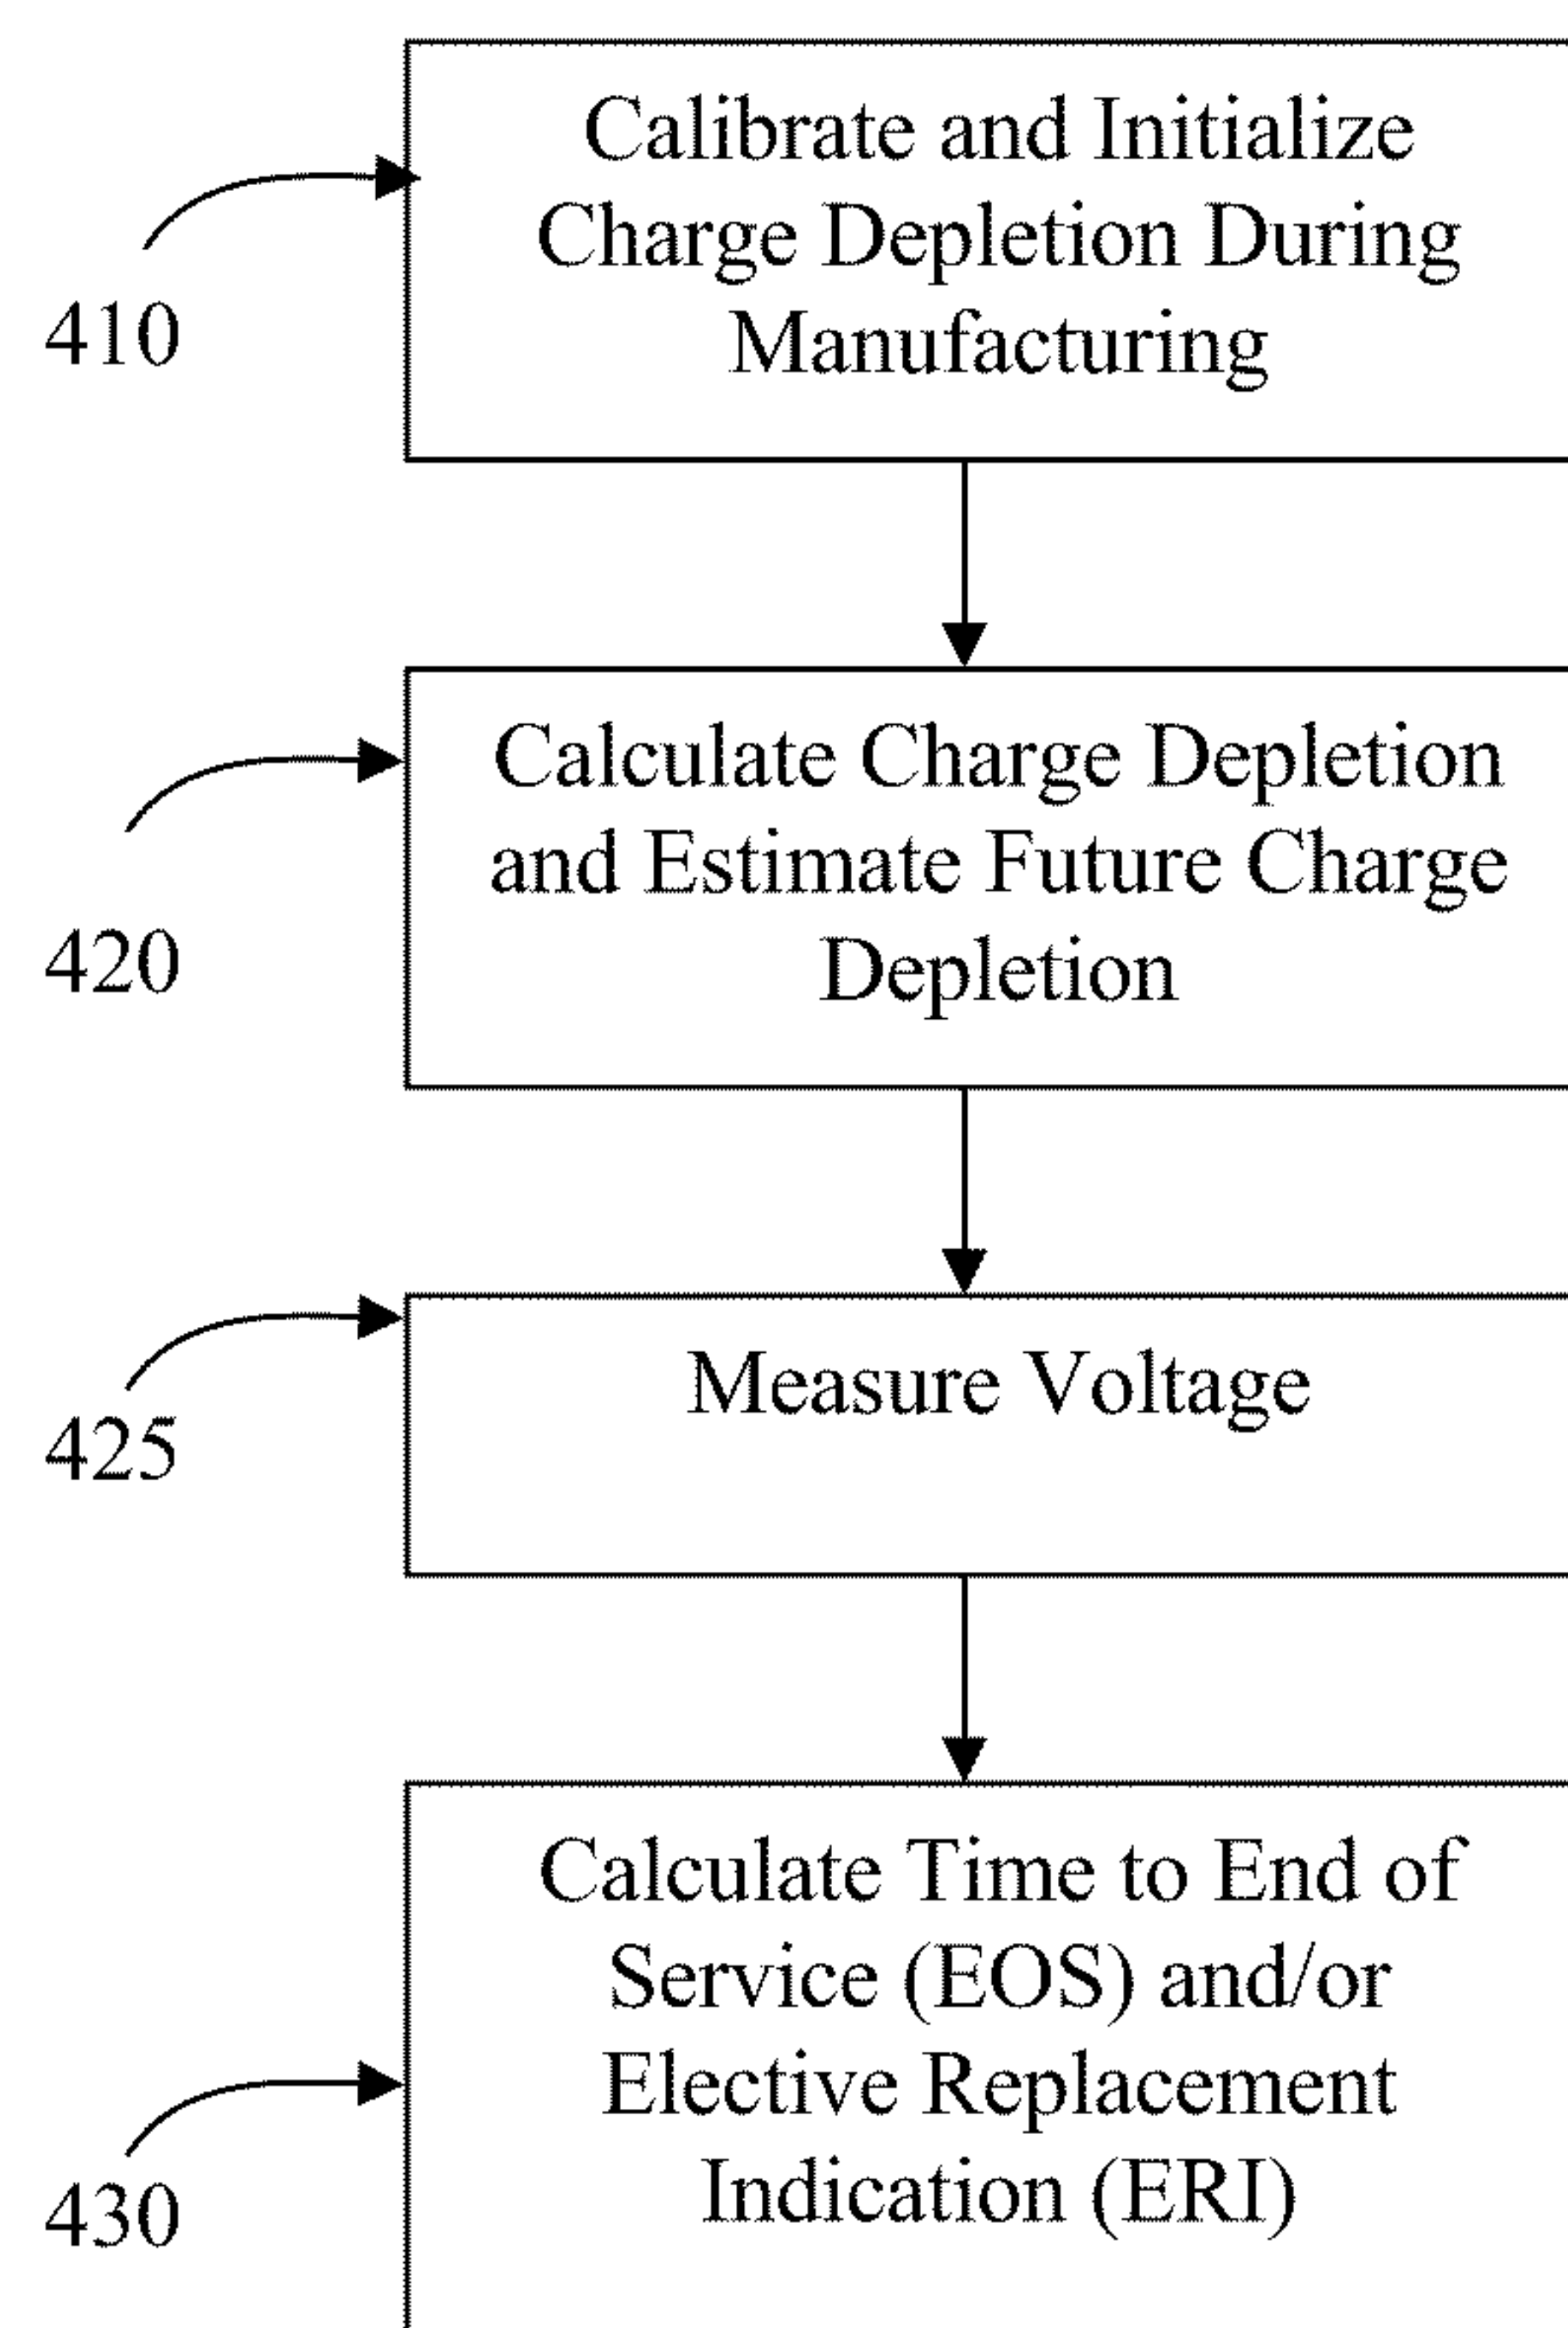 Calibrate and Initialize
Charge Depletion During
Manufacturing
410
Calculate Charge Depletion
and Estimate Future Charge
Depletion
420
Measure Voltage
425
Calculate Time to End of
Service (EOS) and/or
Elective Replacement
Indication (ERI)
430